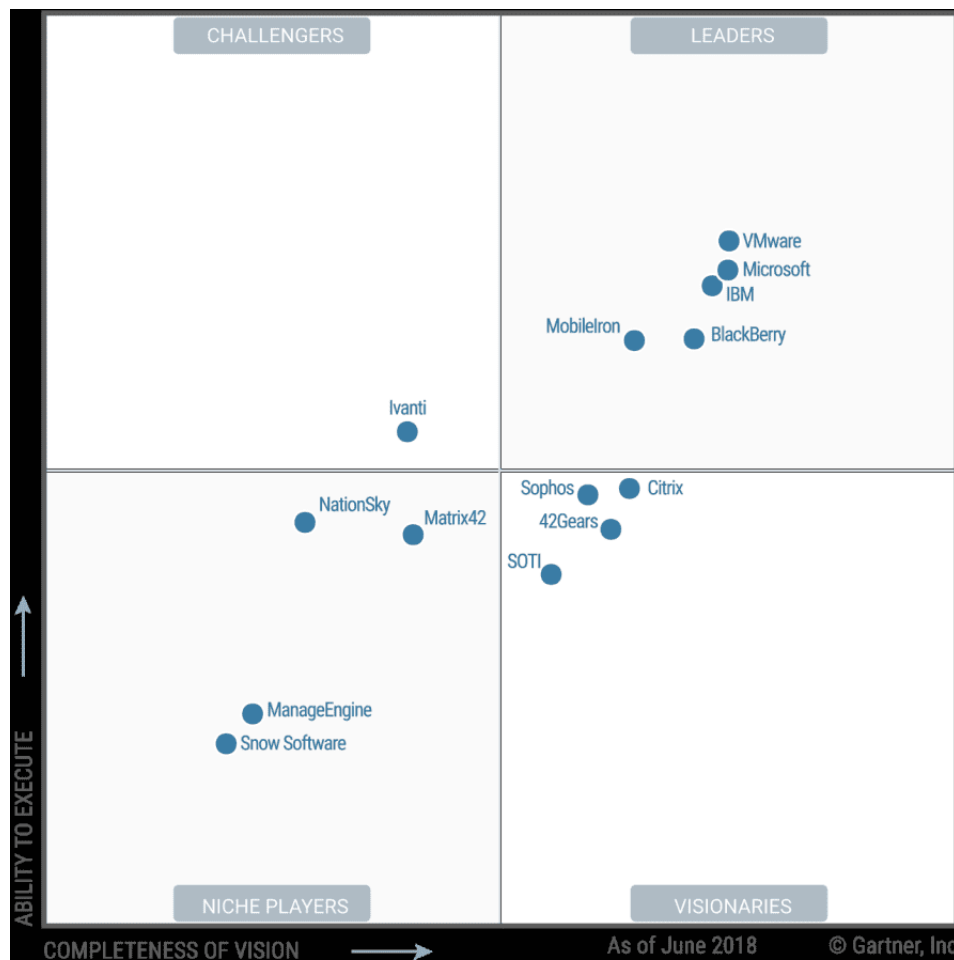 CHALLENGERS
LEADERS
VMware
Microsoft
IBM
MobileIron
BlackBerry
Ivanti
NationSky
Matrix42
Sophos
Citrix
42Gears
SOTI
ManageEngine
Snow Software
ABILITY TO EXECUTE
NICHE PLAYERS
VISIONARIES
COMPLETENESS OF VISION
As of June 2018
© Gartner, Inc